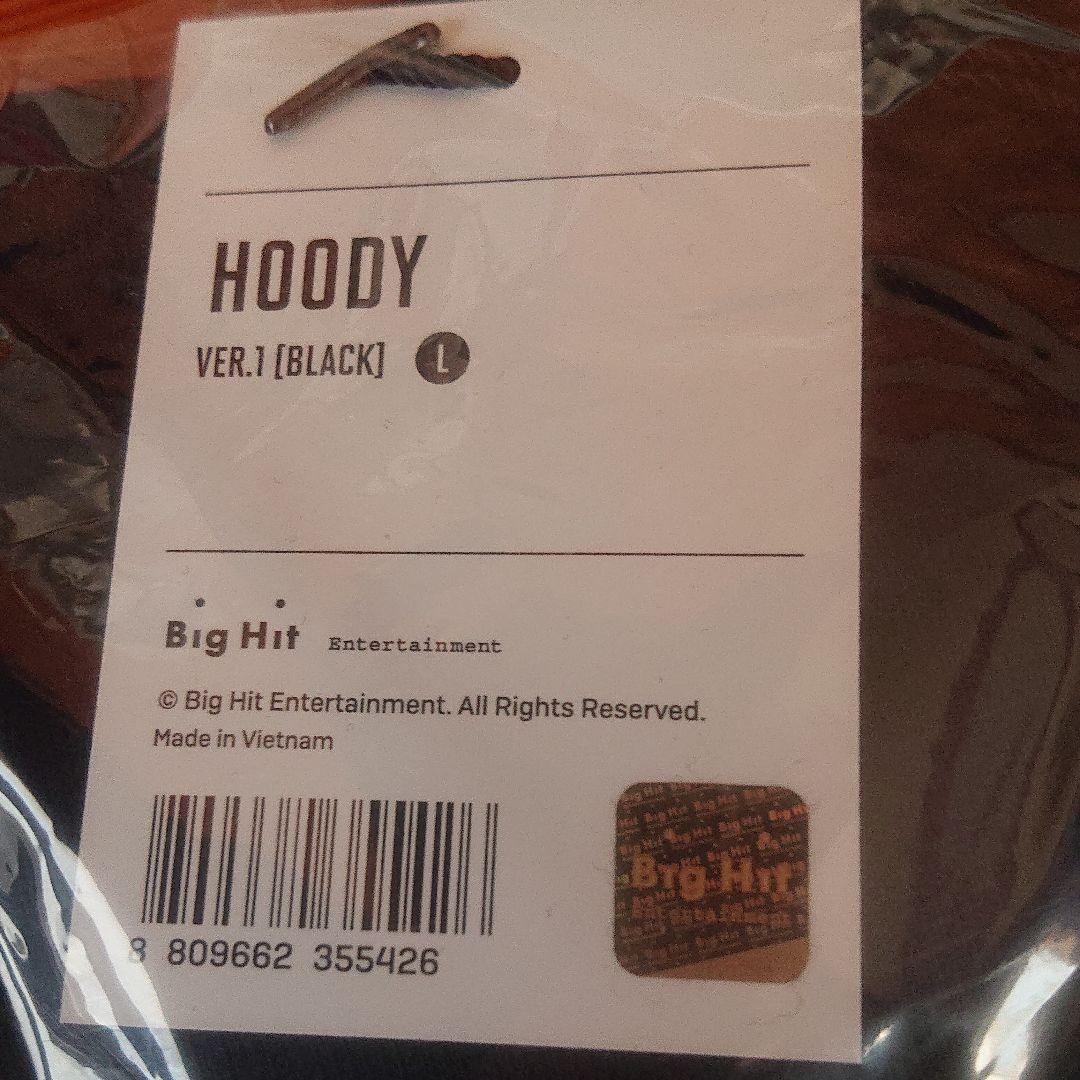 HOODY
VER.1 [BLACK] L
Big Hit Entertainment
© Big Hit Entertainment. All Rights Reserved.
Made in Vietnam
8 809662 355426
Big Hit
Entertainment